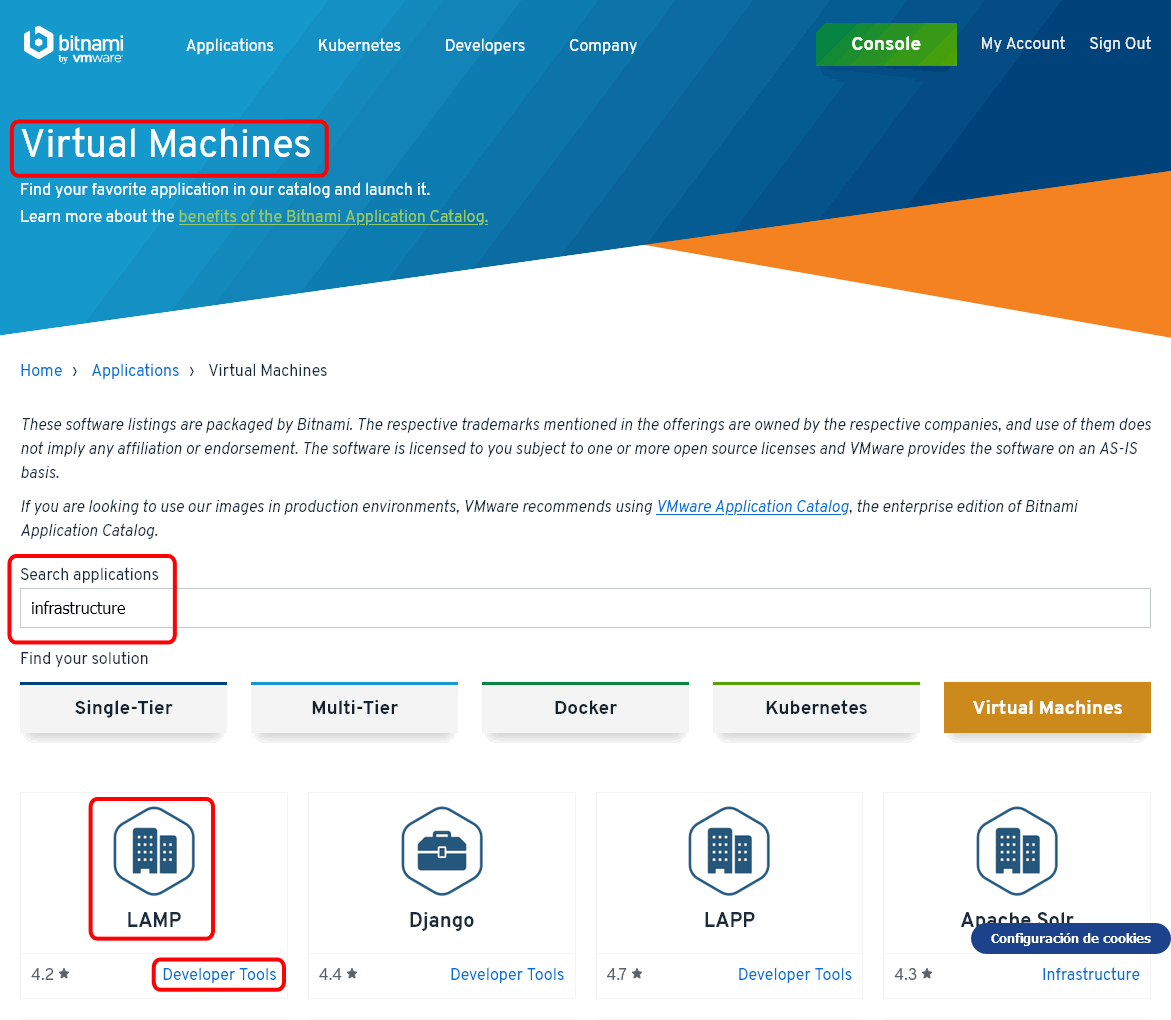 bitnami
by vmware
Applications Kubernetes Developers Company
Console My Account Sign Out
Virtual Machines
Find your favorite application in our catalog and launch it.
Learn more about the benefits of the Bitnami Application Catalog.
Home › Applications › Virtual Machines
These software listings are packaged by Bitnami. The respective trademarks mentioned in the offerings are owned by the respective companies, and use of them does
not imply any affiliation or endorsement. The software is licensed to you subject to one or more open source licenses and VMware provides the software on an AS-IS
basis.
If you are looking to use our images in production environments, VMware recommends using VMware Application Catalog, the enterprise edition of Bitnami
Application Catalog.
Search applications
infrastructure
Find your solution
Single-Tier Multi-Tier Docker Kubernetes Virtual Machines
LAMP Django LAPP Apache Solr
Configuración de cookies
4.2 ★ Developer Tools 4.4 ★ Developer Tools 4.7 ★ Developer Tools 4.3 ★ Infrastructure